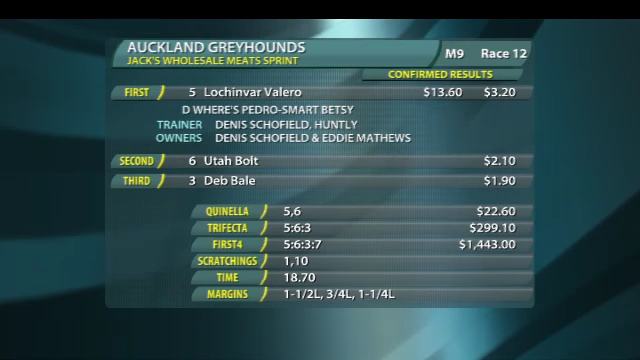 AUCKLAND GREYHOUNDS
JACK'S WHOLESALE MEATS SPRINT
M9 Race 12
CONFIRMED RESULTS
FIRST 5 Lochinvar Valero $13.60 $3.20
D WHERE'S PEDRO-SMART BETSY
TRAINER DENIS SCHOFIELD, HUNTLY
OWNERS DENIS SCHOFIELD & EDDIE MATHEWS
SECOND 6 Utah Bolt $2.10
THIRD 3 Deb Bale $1.90
QUINELLA 5,6 $22.60
TRIFECTA 5:6:3 $299.10
FIRST4 5:6:3:7 $1,443.00
SCRATCHINGS 1,10
TIME 18.70
MARGINS 1-1/2L, 3/4L, 1-1/4L